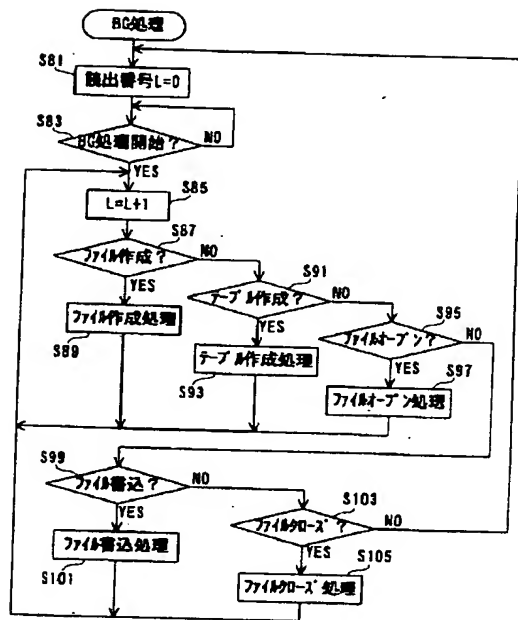 BG処理
S81
読出番号L=0
S83
BG処理開始?
NO
YES
S85
L=L+1
S87
ファイル作成?
NO
YES
S89
ファイル作成処理
S91
テーブル作成?
NO
YES
S93
テーブル作成処理
S95
ファイルオープン?
NO
YES
S97
ファイルオープン処理
S99
ファイル書込?
NO
YES
S101
ファイル書込処理
S103
ファイルクローズ?
NO
YES
S105
ファイルクローズ処理